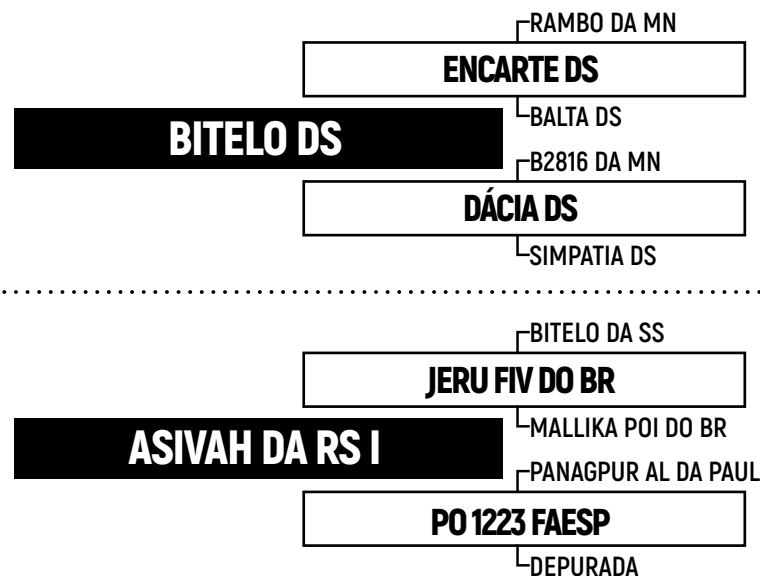 RAMBO DA MN
ENCARTE DS
BALTA DS
BITELO DS
B2816 DA MN
DÁCIA DS
SIMPATIA DS
BITELO DA SS
JERU FIV DO BR
MALLIKA POI DO BR
ASIVAH DA RS I
PANAGPUR AL DA PAUL
PO 1223 FAESP
DEPURADA